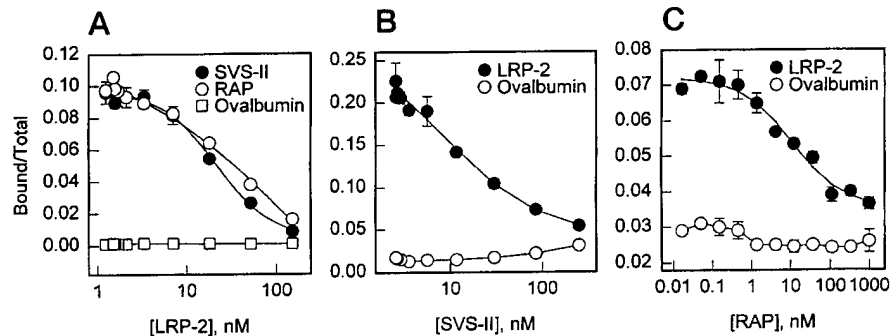 A
B
C
Bound/Total
0.12
0.10
0.08
0.06
0.04
0.02
0.00
SVS-II
RAP
Ovalbumin
1 10 100
[LRP-2], nM
0.25
0.20
0.15
0.10
0.05
0.00
LRP-2
Ovalbumin
10 100
[SVS-II], nM
0.08
0.07
0.06
0.05
0.04
0.03
0.02
LRP-2
Ovalbumin
0.01 0.1 1 10 100 1000
[RAP], nM